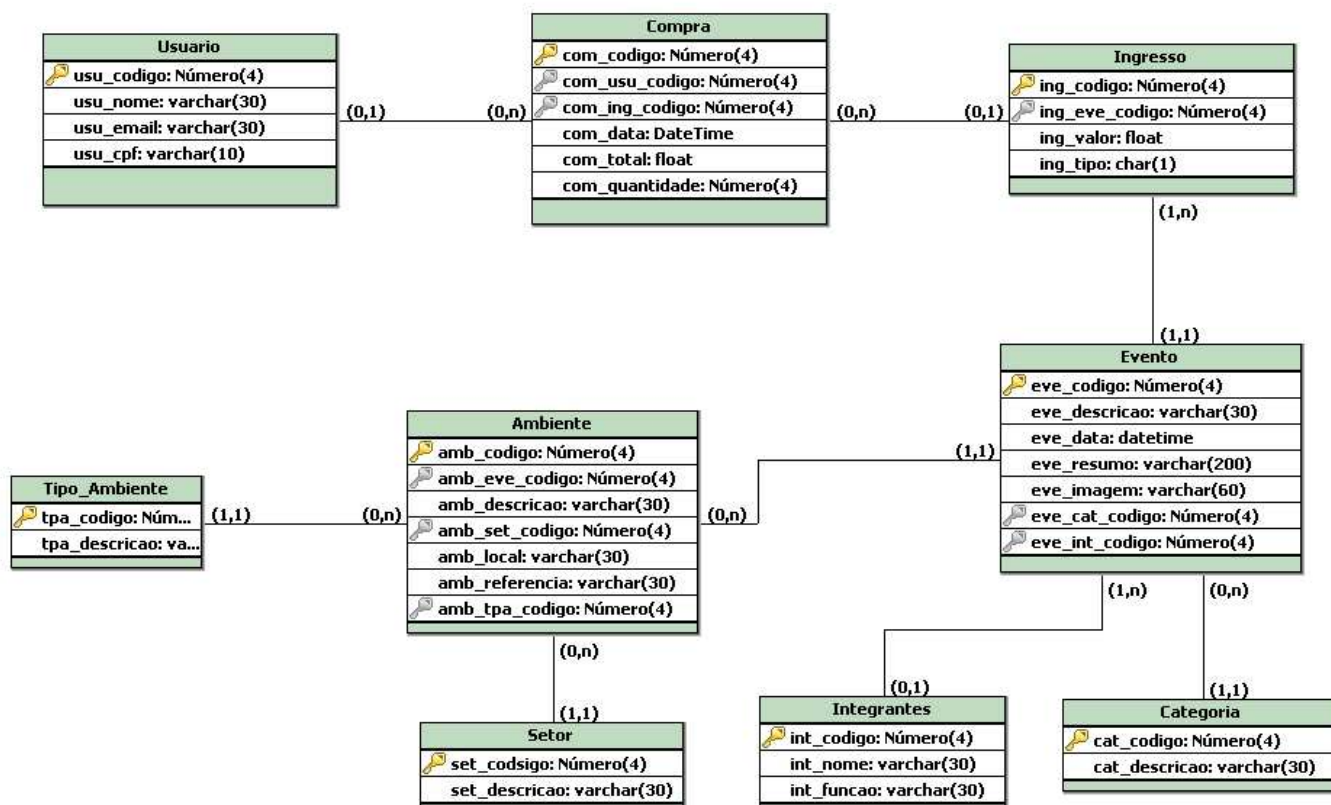 Usuario
usu_codigo: Número(4)
usu_nome: varchar(30)
usu_email: varchar(30)
usu_cpf: varchar(10)
(0,1)
(0,n)
Compra
com_codigo: Número(4)
com_usu_codigo: Número(4)
com_ing_codigo: Número(4)
com_data: DateTime
com_total: float
com_quantidade: Número(4)
(0,n)
(0,1)
Ingresso
ing_codigo: Número(4)
ing_eve_codigo: Número(4)
ing_valor: float
ing_tipo: char(1)
(1,n)
(1,1)
Evento
eve_codigo: Número(4)
eve_descricao: varchar(30)
eve_data: datetime
eve_resumo: varchar(200)
eve_imagem: varchar(60)
eve_cat_codigo: Número(4)
eve_int_codigo: Número(4)
(1,1)
(0,n)
Ambiente
amb_codigo: Número(4)
amb_eve_codigo: Número(4)
amb_descricao: varchar(30)
amb_set_codigo: Número(4)
amb_local: varchar(30)
amb_referência: varchar(30)
amb_tpa_codigo: Número(4)
Tipo_Ambiente
tpa_codigo: Núm...
tpa_descricao: va...
(1,1)
(0,n)
(0,n)
(1,1)
Setor
set_codsigo: Número(4)
set_descricao: varchar(30)
(1,n)
(0,1)
Integrantes
int_codigo: Número(4)
int_nome: varchar(30)
int_funcao: varchar(30)
(0,n)
(1,1)
Categoria
cat_codigo: Número(4)
cat_descricao: varchar(30)